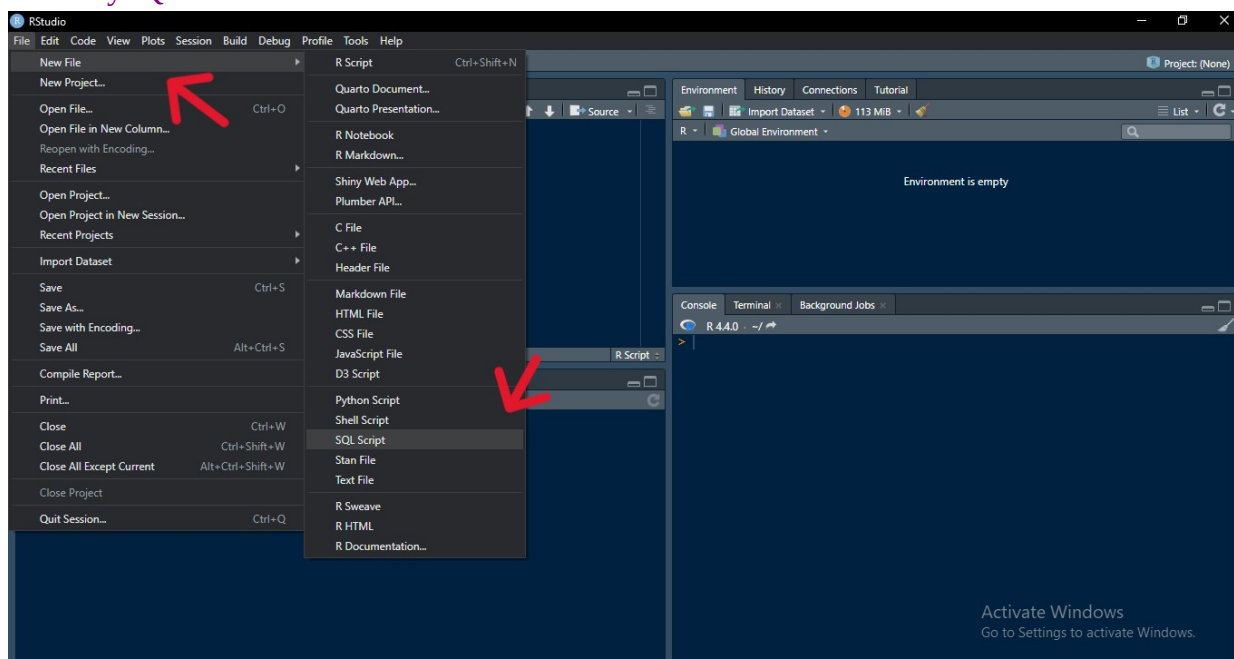 RStudio
File Edit Code View Plots Session Build Debug Profile Tools Help
New File
New Project...
Open File... Ctrl+O
Open File in New Column...
Reopen with Encoding...
Recent Files
Open Project...
Open Project in New Session...
Recent Projects
Import Dataset
Save Ctrl+S
Save As...
Save with Encoding...
Save All Alt+Ctrl+S
Compile Report...
Print...
Close Ctrl+W
Close All Ctrl+Shift+W
Close All Except Current Alt+Ctrl+Shift+W
Close Project
Quit Session... Ctrl+Q
R Script Ctrl+Shift+N
Quarto Document...
Quarto Presentation...
R Notebook
R Markdown...
Shiny Web App...
Plumber API...
C File
C++ File
Header File
Markdown File
HTML File
CSS File
JavaScript File
D3 Script
Python Script
Shell Script
SQL Script
Stan File
Text File
R Sweave
R HTML
R Documentation...
Source
R Script
Project: (None)
Environment History Connections Tutorial
Import Dataset 113 MiB List
R Global Environment
Environment is empty
Console Terminal Background Jobs
R 4.4.0 · ~/
>
Activate Windows
Go to Settings to activate Windows.